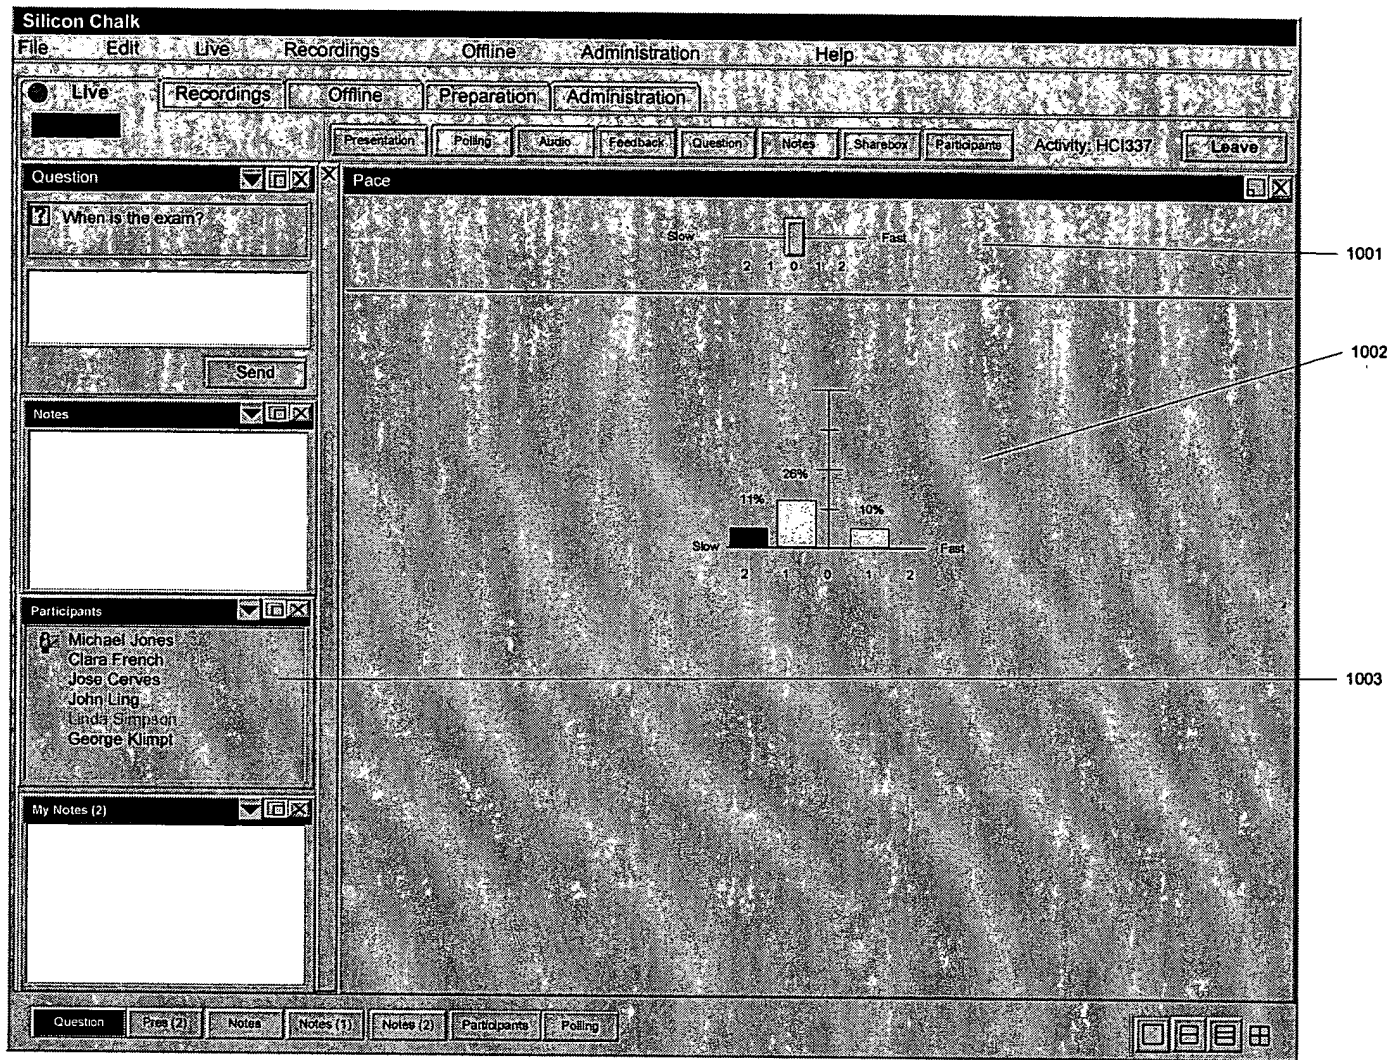 Silicon Chalk
File Edit Live Recordings Offline Administration Help
Live Recordings Offline Preparation Administration
Presentation Polling Audio Feedback Question Notes Sharebox Participants Activity: HCI337 Leave
Question
Pace
? When is the exam?
Slow Fast
2 1 0 1 2
1001
1002
Send
Notes
26%
11% 10%
Slow Fast
2 1 0 1 2
Participants
Michael Jones
Clara French
Jose Cerves
1003
John Ling
Linda Simpson
George Klimpt
My Notes (2)
Question Pres (2) Notes Notes (1) Notes (2) Participants Polling